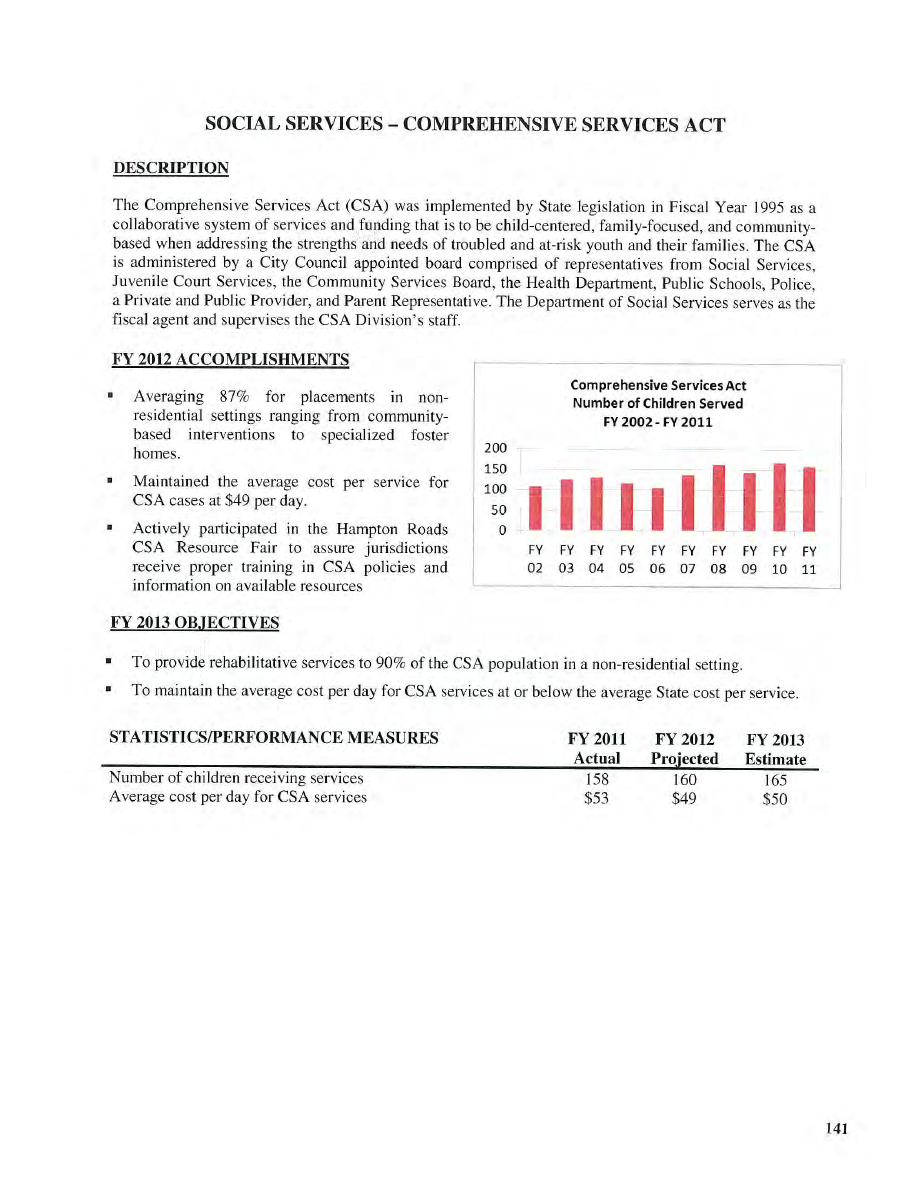 SOCIAL SERVICES – COMPREHENSIVE SERVICES ACT
DESCRIPTION
The Comprehensive Services Act (CSA) was implemented by State legislation in Fiscal Year 1995 as a
collaborative system of services and funding that is to be child-centered, family-focused, and community-
based when addressing the strengths and needs of troubled and at-risk youth and their families. The CSA
is administered by a City Council appointed board comprised of representatives from Social Services,
Juvenile Court Services, the Community Services Board, the Health Department, Public Schools, Police,
a Private and Public Provider, and Parent Representative. The Department of Social Services serves as the
fiscal agent and supervises the CSA Division's staff.
FY 2012 ACCOMPLISHMENTS
▪ Averaging 87% for placements in non-
residential settings ranging from community-
based interventions to specialized foster
homes.
▪ Maintained the average cost per service for
CSA cases at $49 per day.
▪ Actively participated in the Hampton Roads
CSA Resource Fair to assure jurisdictions
receive proper training in CSA policies and
information on available resources
Comprehensive Services Act
Number of Children Served
FY 2002 - FY 2011
200
150
100
50
0
FY FY FY FY FY FY FY FY FY FY
02 03 04 05 06 07 08 09 10 11
FY 2013 OBJECTIVES
▪ To provide rehabilitative services to 90% of the CSA population in a non-residential setting.
▪ To maintain the average cost per day for CSA services at or below the average State cost per service.
STATISTICS/PERFORMANCE MEASURES FY 2011 FY 2012 FY 2013
Actual Projected Estimate
Number of children receiving services 158 160 165
Average cost per day for CSA services $53 $49 $50
141